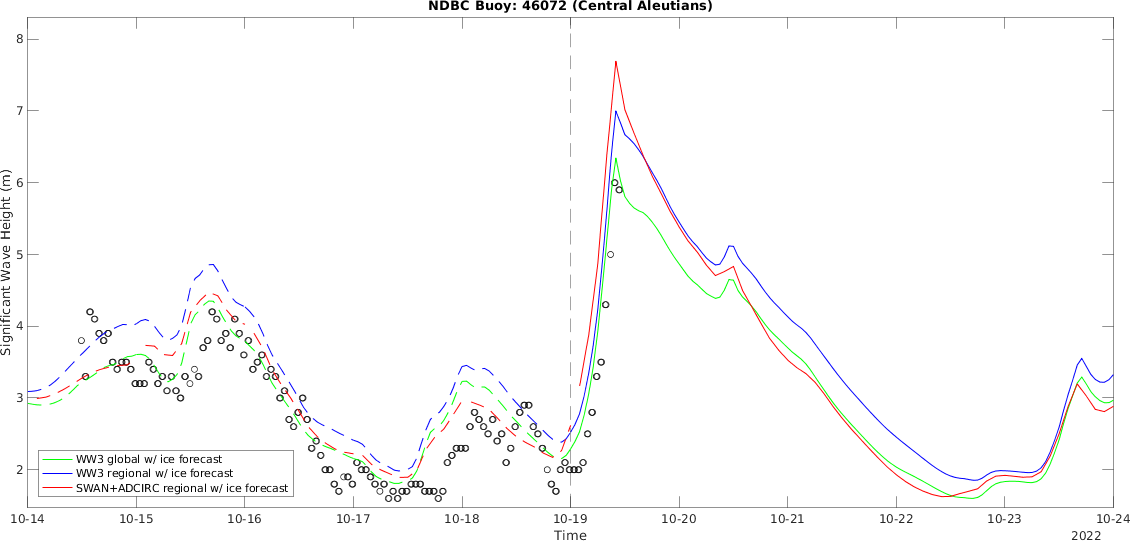 NDBC Buoy: 46072 (Central Aleutians)
8
7
6
5
4
3
2
Significant Wave Height (m)
WW3 global w/ ice forecast
WW3 regional w/ ice forecast
SWAN+ADCIRC regional w/ ice forecast
10-14 10-15 10-16 10-17 10-18 10-19 10-20 10-21 10-22 10-23 10-24
Time
2022